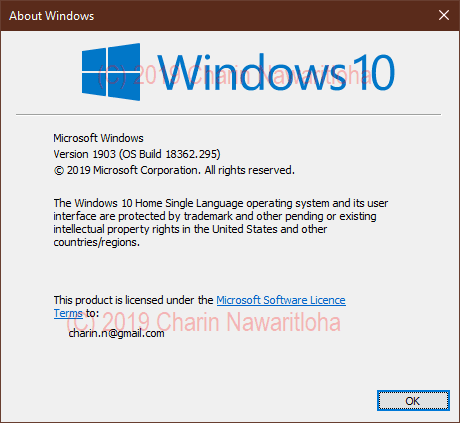 About Windows
Windows 10
(C) 2019 Charin Nawaritloha
Microsoft Windows
Version 1903 (OS Build 18362.295)
© 2019 Microsoft Corporation. All rights reserved.
The Windows 10 Home Single Language operating system and its user
interface are protected by trademark and other pending or existing
intellectual property rights in the United States and other
countries/regions.
This product is licensed under the Microsoft Software Licence
Terms to:
(C) 2019 Charin Nawaritloha
charin.n@gmail.com
OK